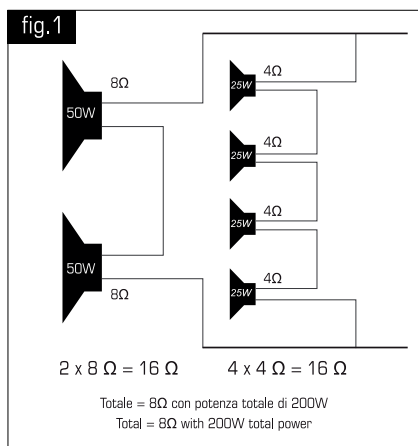 fig.1
8Ω
50W
50W
8Ω
4Ω
25W
4Ω
25W
4Ω
25W
4Ω
25W
2 x 8 Ω = 16 Ω
4 x 4 Ω = 16 Ω
Totale = 8Ω con potenza totale di 200W
Total = 8Ω with 200W total power